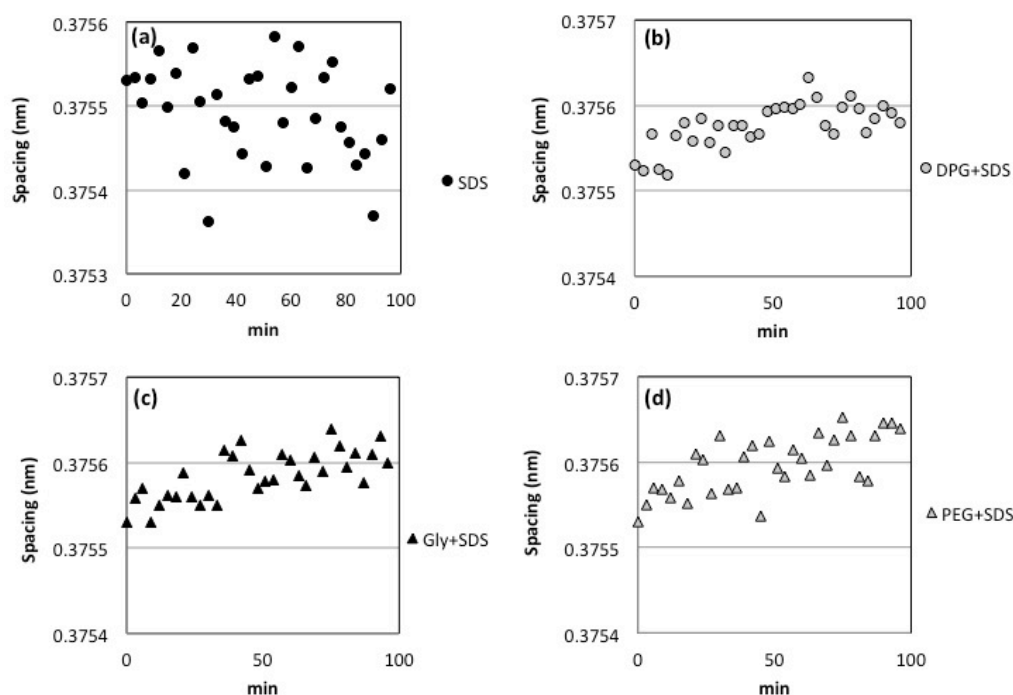 (a)
0.3756
0.3755
0.3754
0.3753
Spacing (nm)
0 20 40 60 80 100
min
SDS
(b)
0.3757
0.3756
0.3755
0.3754
Spacing (nm)
0 50 100
min
DPG+SDS
(c)
0.3757
0.3756
0.3755
0.3754
Spacing (nm)
0 50 100
min
Gly+SDS
(d)
0.3757
0.3756
0.3755
0.3754
Spacing (nm)
0 50 100
min
PEG+SDS